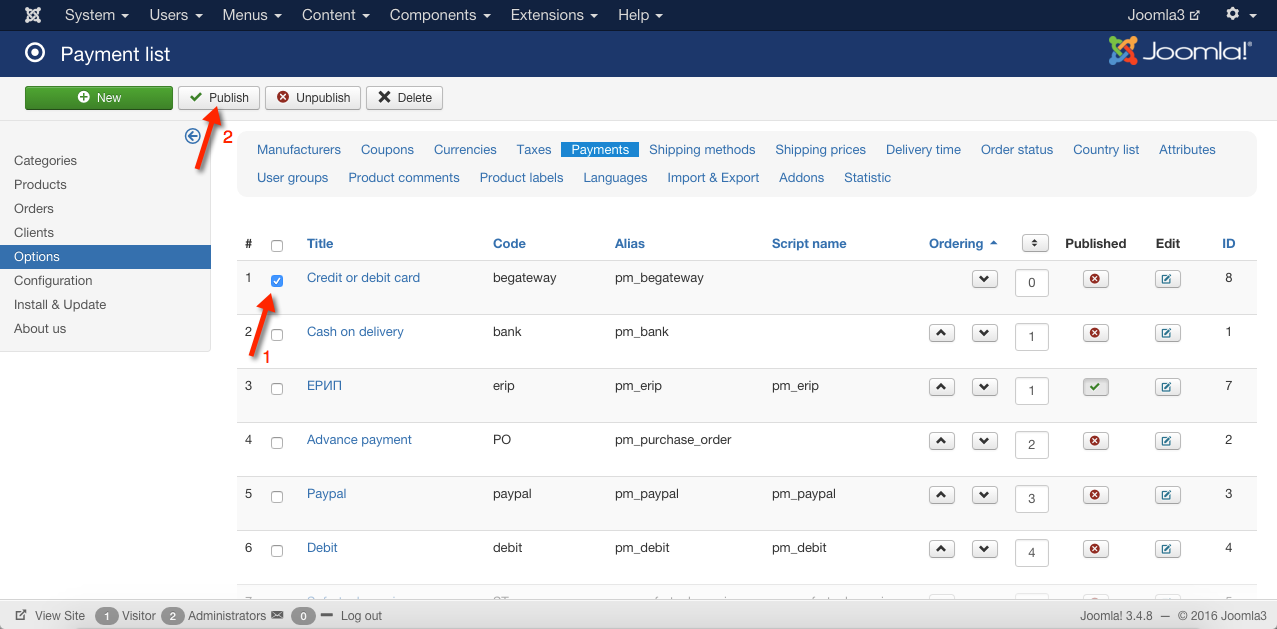 System Users Menus Content Components Extensions Help Joomla3
Payment list Joomla!®
New Publish Unpublish Delete
2
Categories
Products
Orders
Clients
Options
Configuration
Install & Update
About us
Manufacturers Coupons Currencies Taxes Payments Shipping methods Shipping prices Delivery time Order status Country list Attributes
User groups Product comments Product labels Languages Import & Export Addons Statistic
# Title Code Alias Script name Ordering Published Edit ID
1 Credit or debit card begateway pm_begateway 0 8
2 Cash on delivery bank pm_bank 1 1
1
3 ЕРИП erip pm_erip pm_erip 1 7
4 Advance payment PO pm_purchase_order 2 2
5 Paypal paypal pm_paypal pm_paypal 3 3
6 Debit debit pm_debit pm_debit 4 4
View Site 1 Visitor 2 Administrators 0 Log out Joomla! 3.4.8 — © 2016 Joomla3